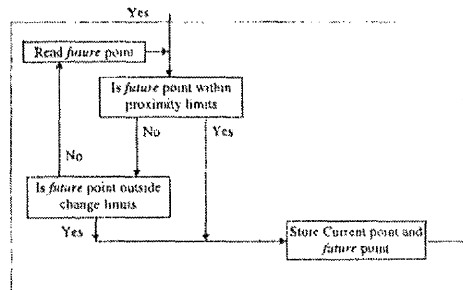 Yes
Yes
Read future point
Is future point within
proximity limits
No
Yes
No
Is future point outside
change limits
Yes
Store Current point and
future point